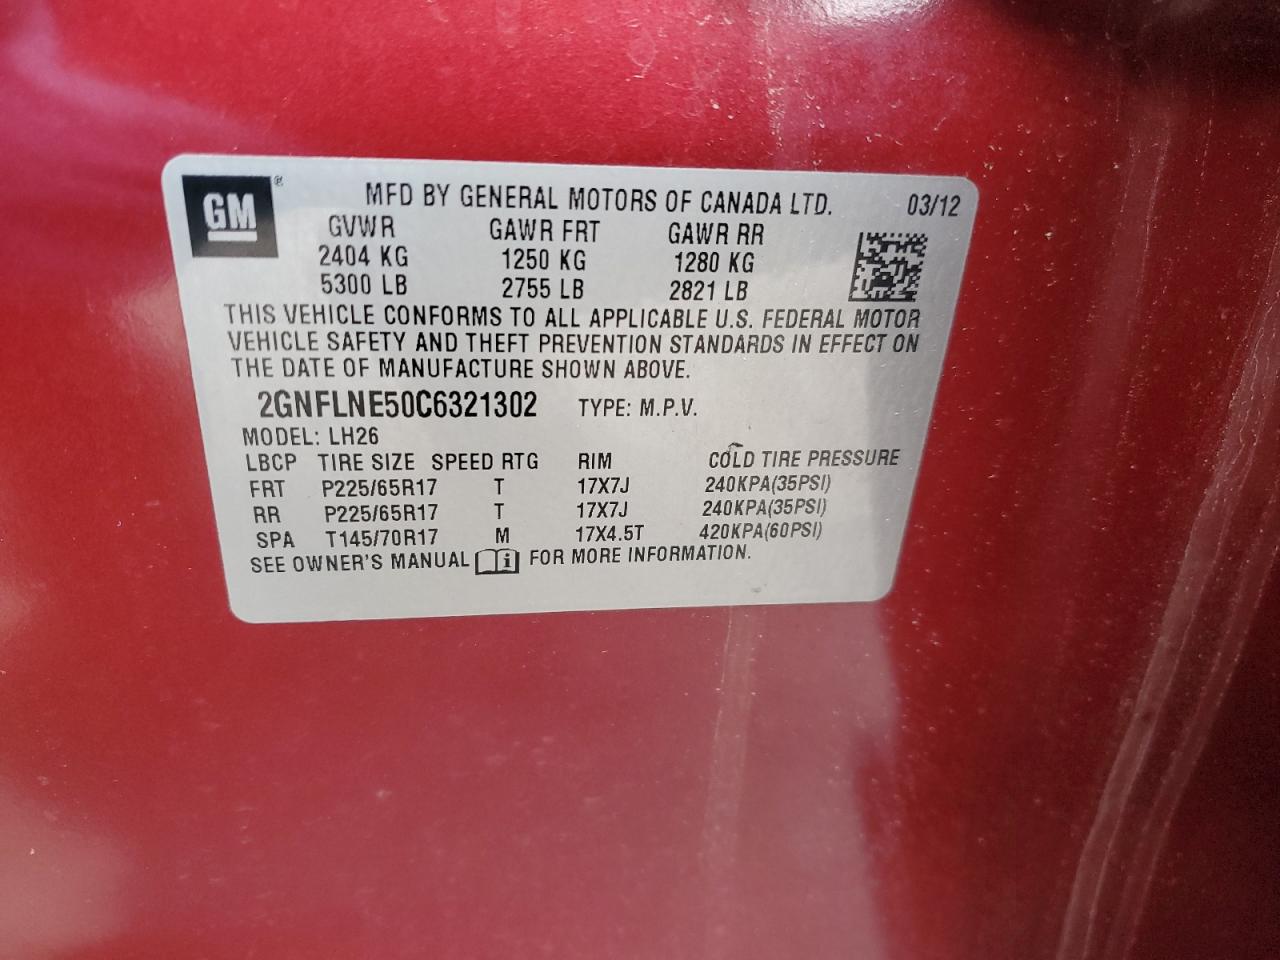 GM ®
MFD BY GENERAL MOTORS OF CANADA LTD. 03/12
GVWR GAWR FRT GAWR RR
2404 KG 1250 KG 1280 KG
5300 LB 2755 LB 2821 LB
THIS VEHICLE CONFORMS TO ALL APPLICABLE U.S. FEDERAL MOTOR
VEHICLE SAFETY AND THEFT PREVENTION STANDARDS IN EFFECT ON
THE DATE OF MANUFACTURE SHOWN ABOVE.
2GNFLNE50C6321302 TYPE: M.P.V.
MODEL: LH26
LBCP TIRE SIZE SPEED RTG RIM COLD TIRE PRESSURE
FRT P225/65R17 T 17X7J 240KPA(35PSI)
RR P225/65R17 T 17X7J 240KPA(35PSI)
SPA T145/70R17 M 17X4.5T 420KPA(60PSI)
SEE OWNER'S MANUAL i FOR MORE INFORMATION.